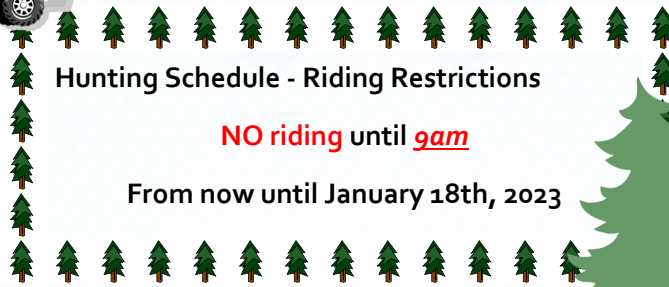 Hunting Schedule - Riding Restrictions
NO riding until 9am
From now until January 18th, 2023